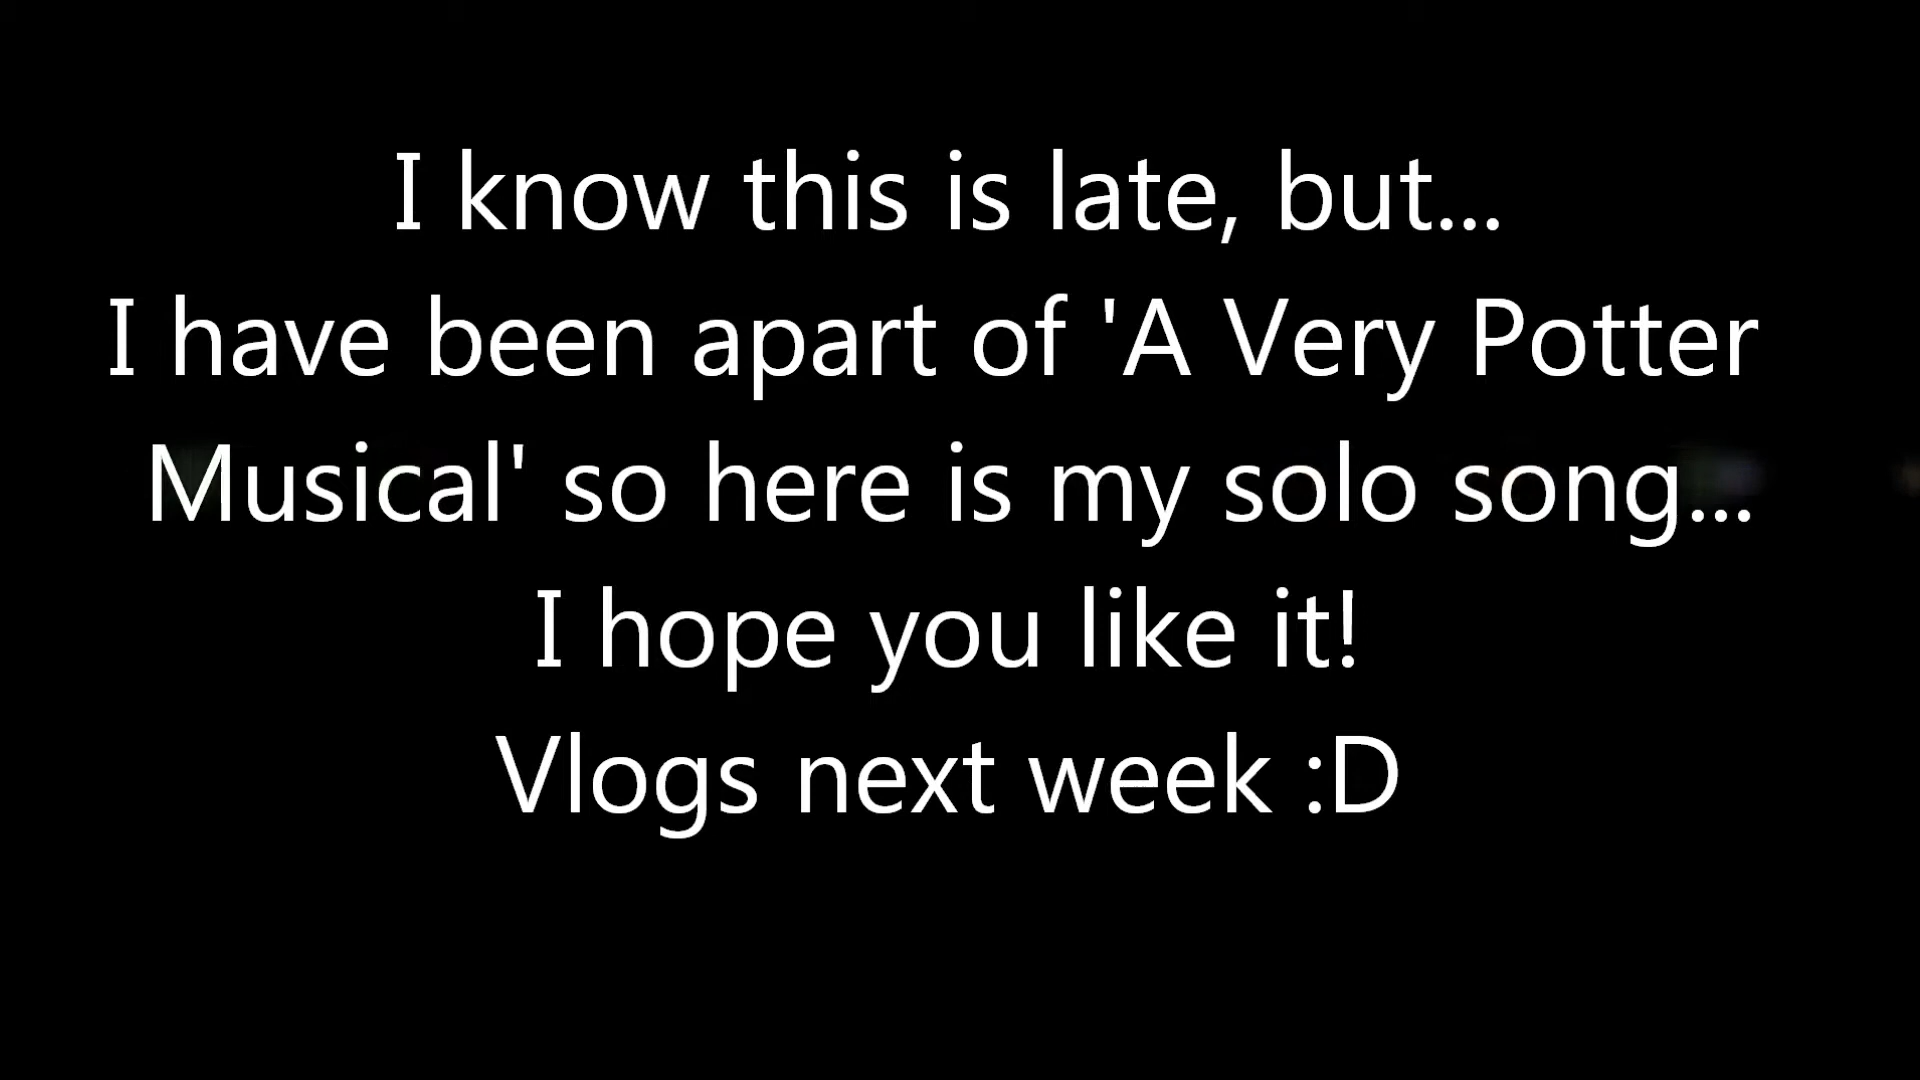 I know this is late, but...
I have been apart of 'A Very Potter
Musical' so here is my solo song...
I hope you like it!
Vlogs next week :D